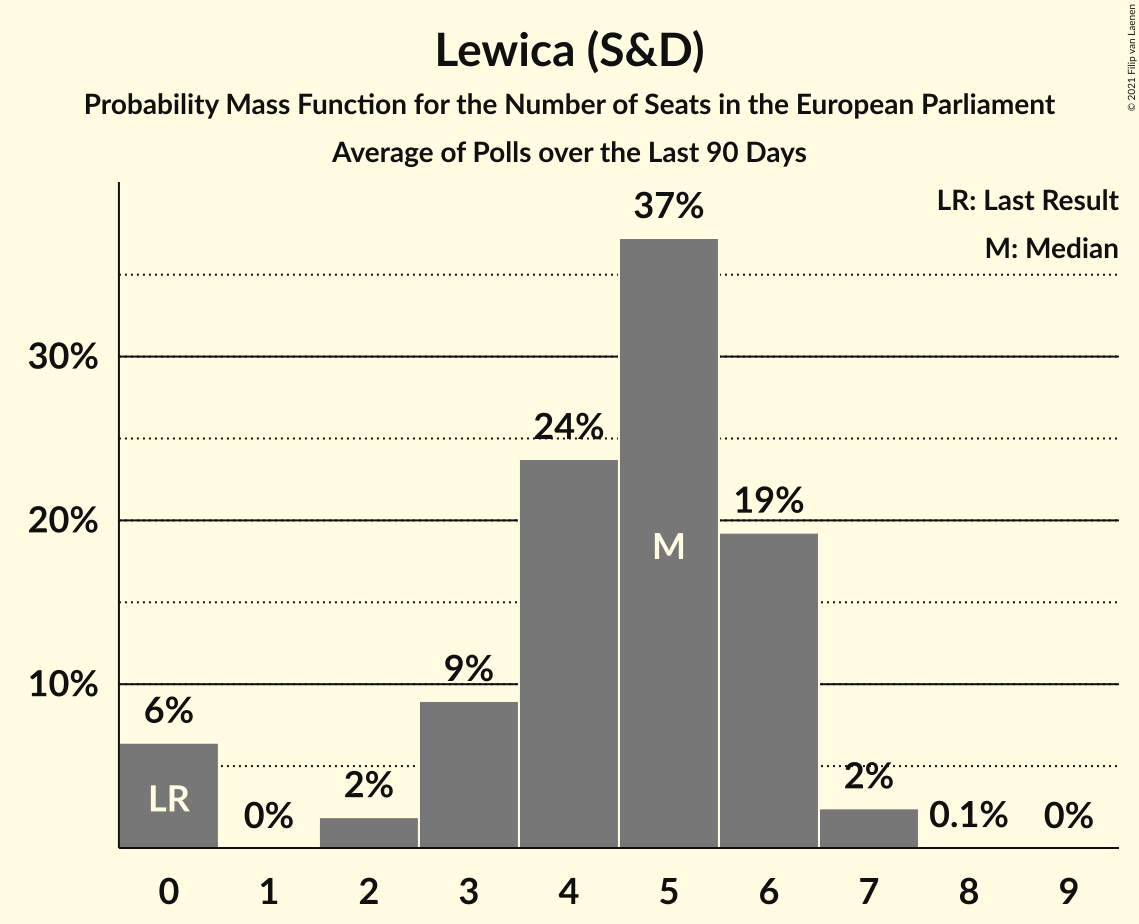 Lewica (S&D)
Probability Mass Function for the Number of Seats in the European Parliament
Average of Polls over the Last 90 Days
© 2021 Filip van Laenen
LR: Last Result
M: Median
37%
30%
24%
20%
19%
M
10%
9%
6%
LR
0%
2%
2%
0.1%
0%
0 1 2 3 4 5 6 7 8 9